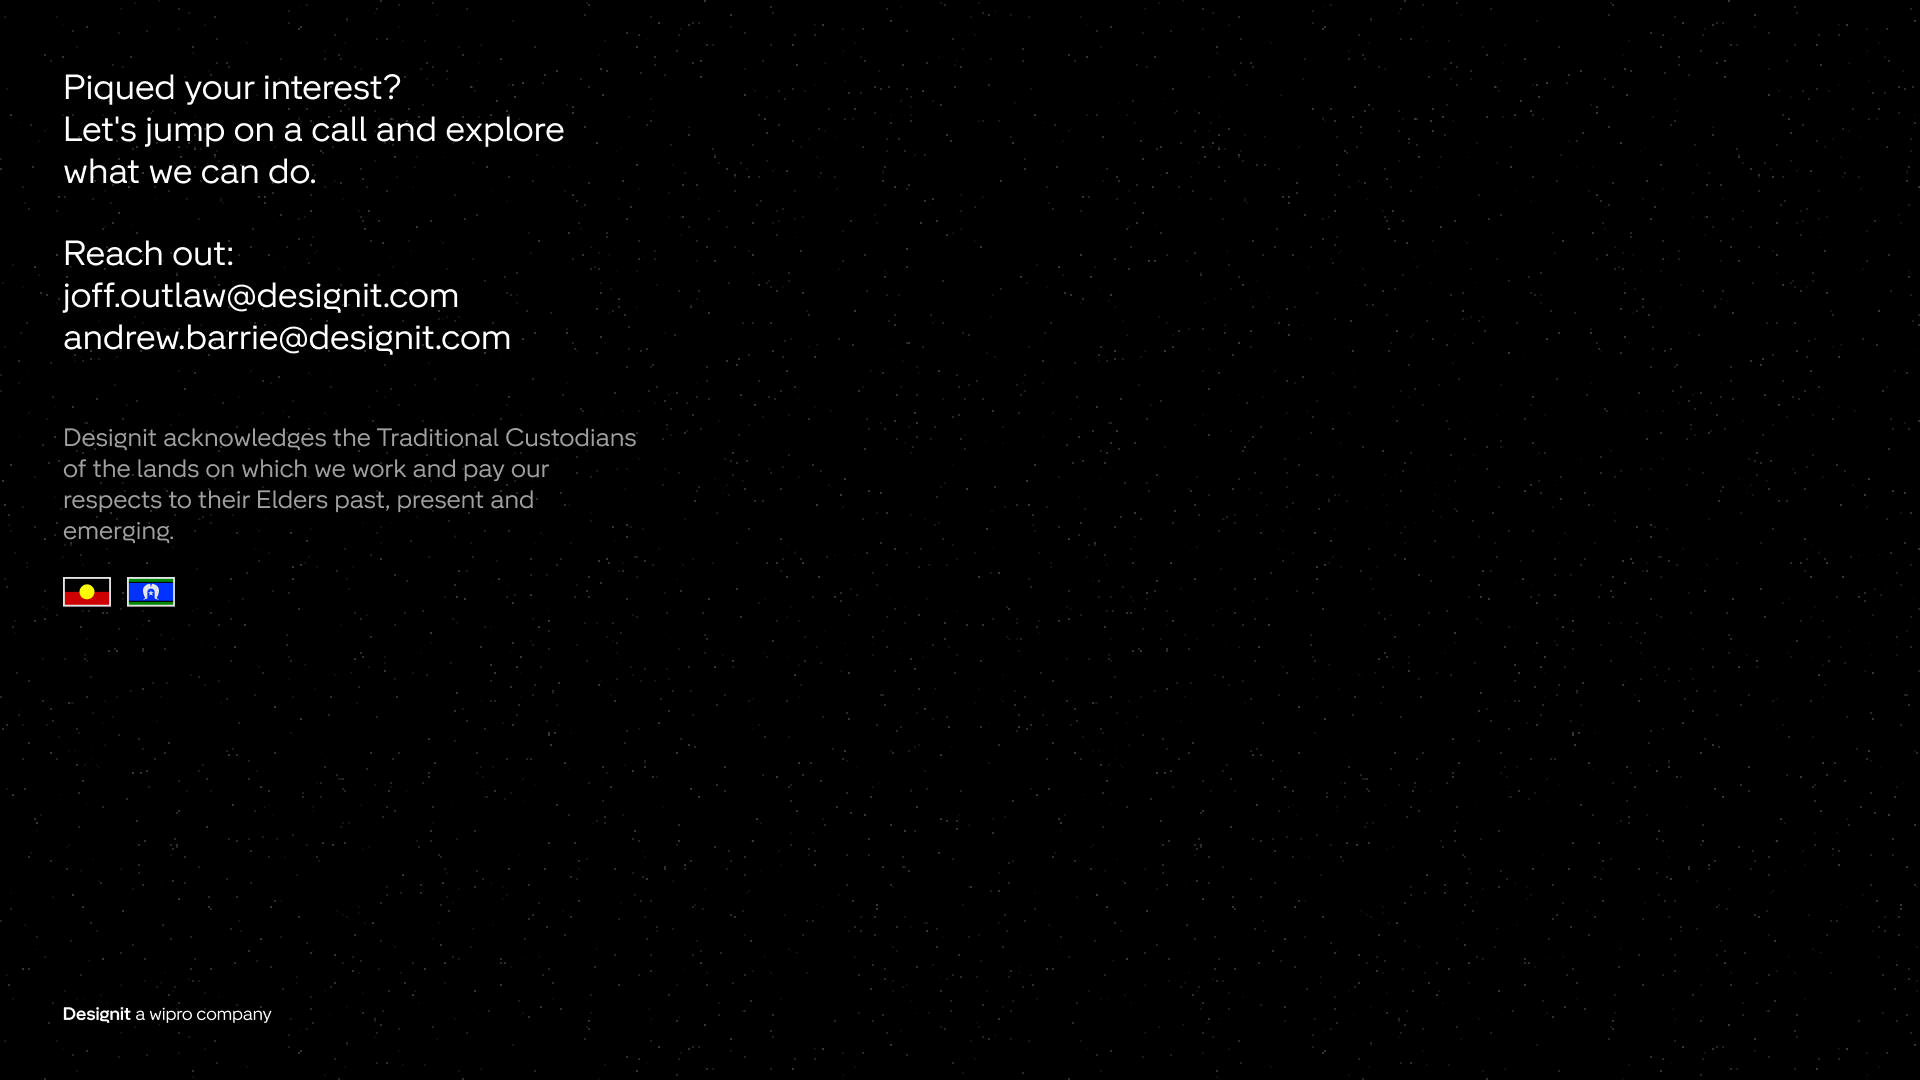 Piqued your interest?
Let's jump on a call and explore
what we can do.
Reach out:
joff.outlaw@designit.com
andrew.barrie@designit.com
Designit acknowledges the Traditional Custodians
of the lands on which we work and pay our
respects to their Elders past, present and
emerging.
Designit a wipro company